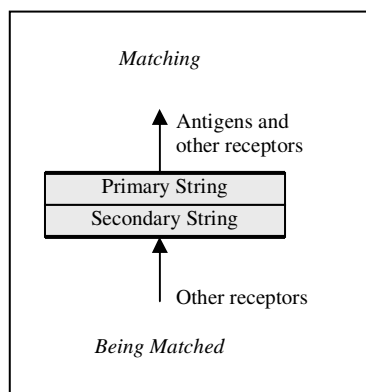 Matching
Antigens and
other receptors
Primary String
Secondary String
Other receptors
Being Matched